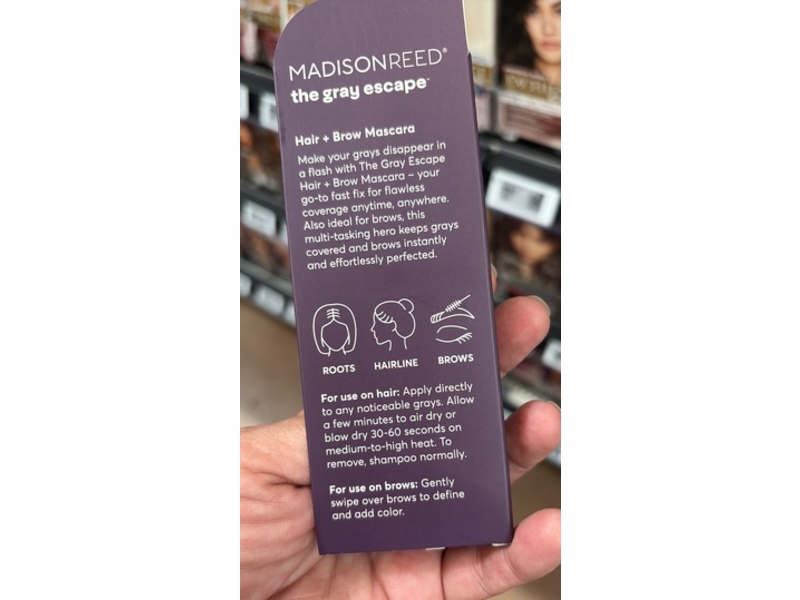 MADISONREED®
the gray escape™
Hair + Brow Mascara
Make your grays disappear in
a flash with The Gray Escape
Hair + Brow Mascara – your
go-to fast fix for flawless
coverage anytime, anywhere.
Also ideal for brows, this
multi-tasking hero keeps grays
covered and brows instantly
and effortlessly perfected.
ROOTS HAIRLINE BROWS
For use on hair: Apply directly
to any noticeable grays. Allow
a few minutes to air dry or
blow dry 30-60 seconds on
medium-to-high heat. To
remove, shampoo normally.
For use on brows: Gently
swipe over brows to define
and add color.